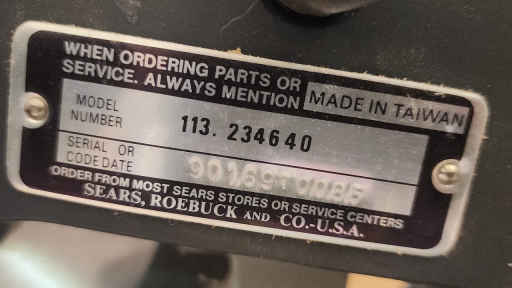 WHEN ORDERING PARTS OR
SERVICE. ALWAYS MENTION
MADE IN TAIWAN
MODEL
NUMBER
113. 234640
SERIAL OR
CODE DATE
ORDER FROM MOST SEARS STORES OR SERVICE CENTERS
SEARS, ROEBUCK AND CO.-U.S.A.